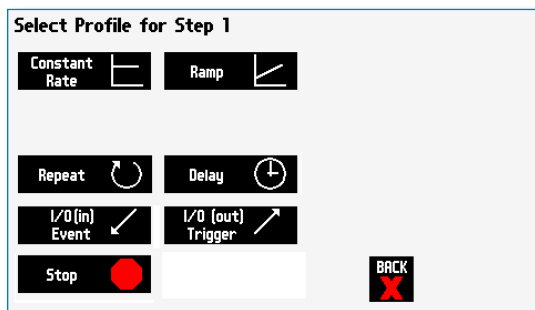 Select Profile for Step 1
Constant
Rate
Ramp
Repeat
Delay
I/O(in)
Event
I/O (out)
Trigger
Stop
BACK